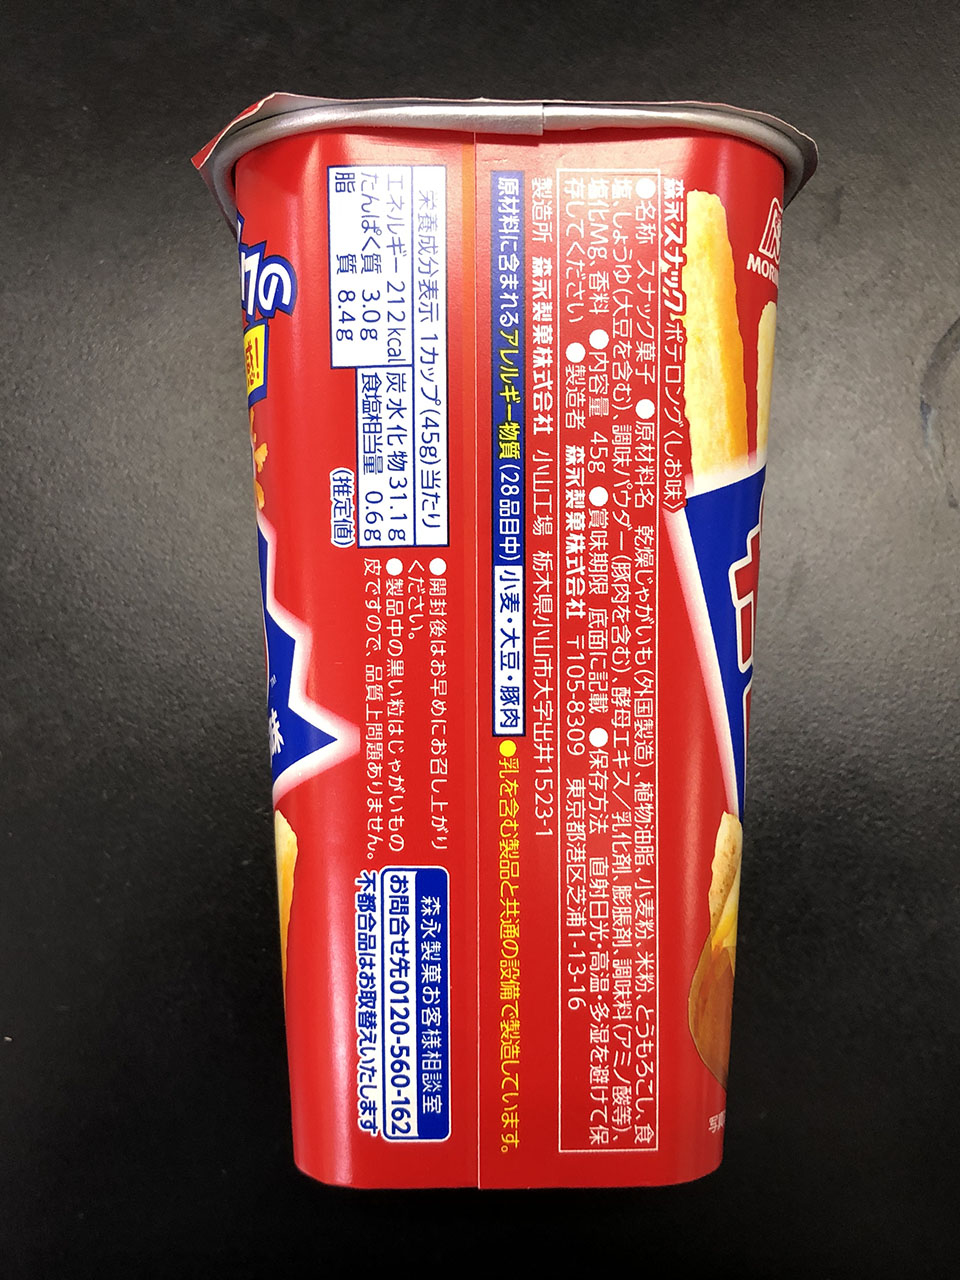 MOR
森永スナック ポテロング〈しお味〉
●名称 スナック菓子 ●原材料名 乾燥じゃがいも(外国製造)、植物油脂、小麦粉、米粉、とうもろこし、食
塩、しょうゆ(大豆を含む)、調味パウダー(豚肉を含む)、酵母エキス/乳化剤、膨脹剤、調味料(アミノ酸等)、
塩化Mg、香料 ●内容量 45g ●賞味期限 底面に記載 ●保存方法 直射日光・高温・多湿を避けて保
存してください ●製造者 森永製菓株式会社 〒105-8309 東京都港区芝浦1-13-16
製造所 森永製菓株式会社 小山工場 栃木県小山市大字出井1523-1
原材料に含まれるアレルギー物質(28品目中) 小麦・大豆・豚肉 ●乳を含む製品と共通の設備で製造しています。
栄養成分表示 1カップ(45g)当たり
エネルギー 212kcal 炭水化物 31.1g
たんぱく質 3.0g 食塩相当量 0.6g
脂質 8.4g
(推定値)
●開封後はお早めにお召し上がり
ください。
●製品中の黒い粒はじゃがいもの
皮ですので、品質上問題ありません。
森永製菓お客様相談室
お問合せ先0120-560-162
不都合品はお取替えいたします
の
!
味
TM